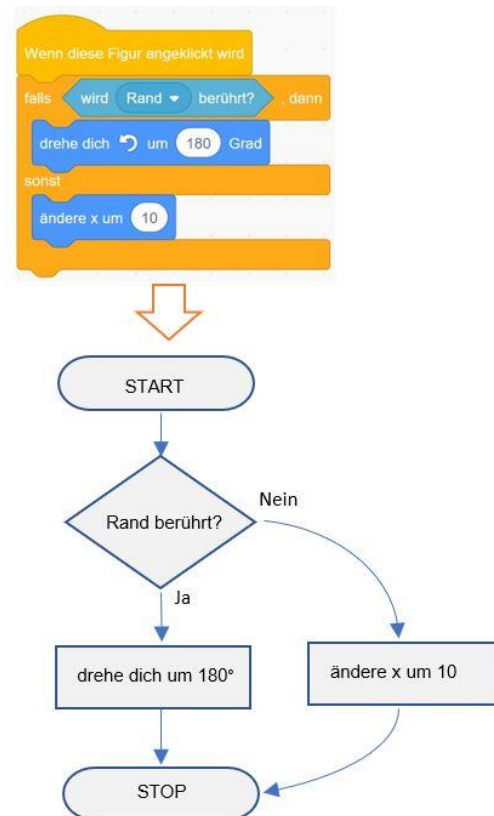 Wenn diese Figur angeklickt wird
falls wird Rand berührt? , dann
drehe dich um 180 Grad
sonst
ändere x um 10
START
Nein
Rand berührt?
Ja
drehe dich um 180°
ändere x um 10
STOP